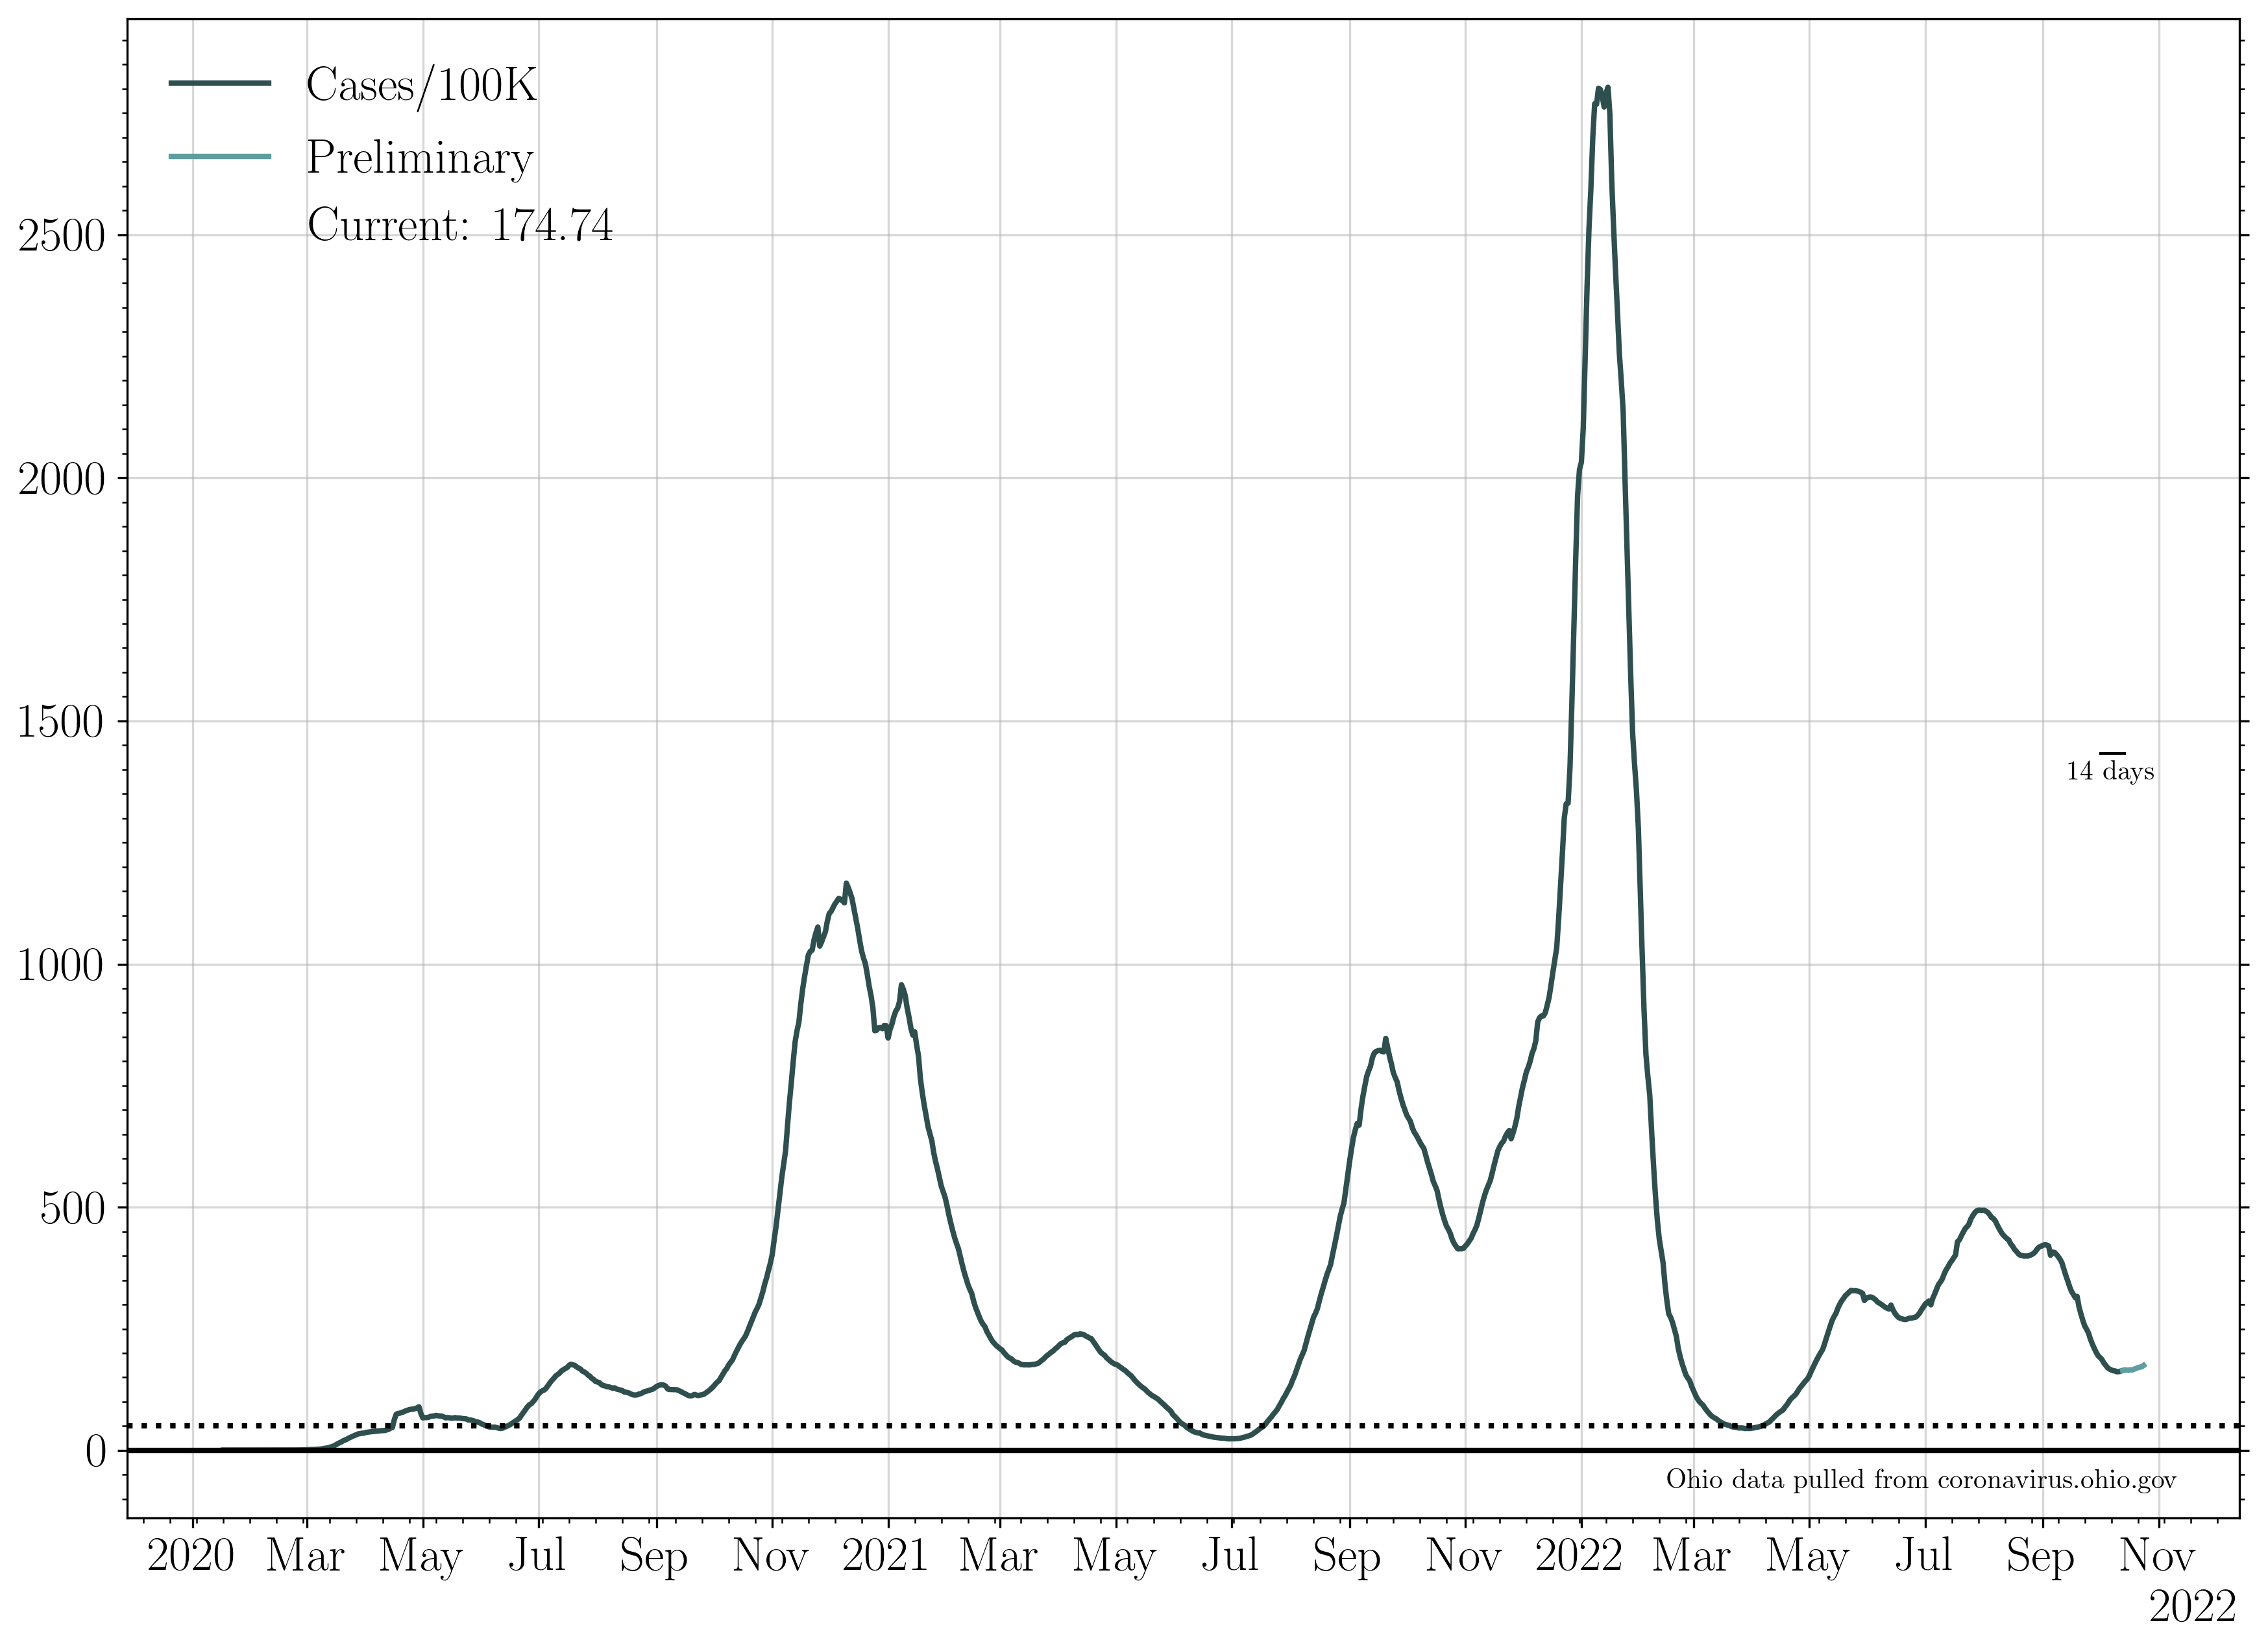 Cases/100K
Preliminary
Current: 174.74
2500
2000
1500
1000
500
0
14 days
Ohio data pulled from coronavirus.ohio.gov
2020 Mar May Jul Sep Nov 2021 Mar May Jul Sep Nov 2022 Mar May Jul Sep Nov
2022